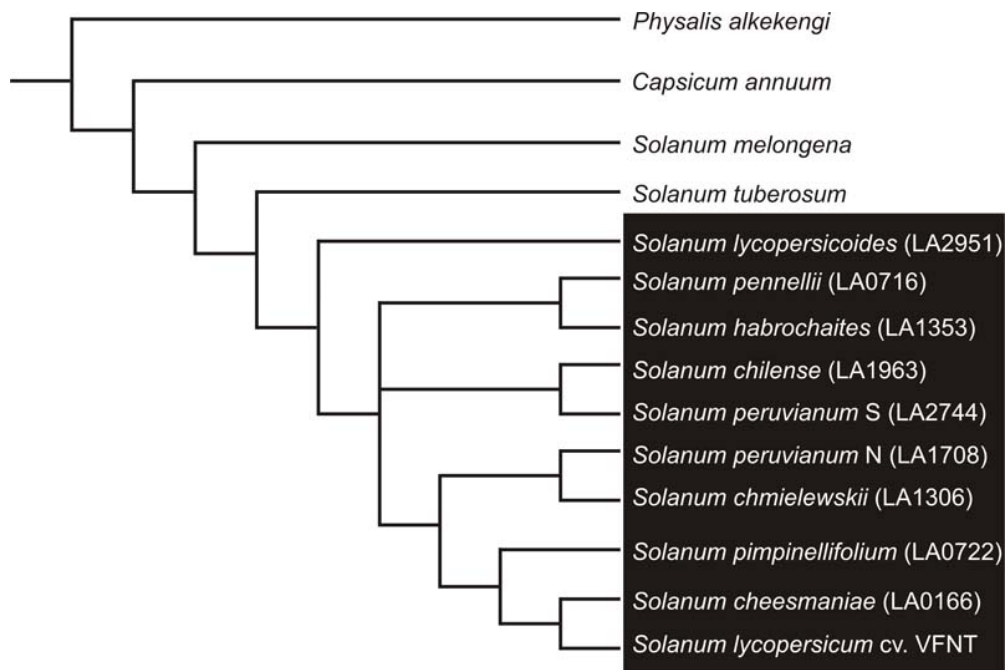 Physalis alkekengi
Capsicum annuum
Solanum melongena
Solanum tuberosum
Solanum lycopersicoides (LA2951)
Solanum pennellii (LA0716)
Solanum habrochaites (LA1353)
Solanum chilense (LA1963)
Solanum peruvianum S (LA2744)
Solanum peruvianum N (LA1708)
Solanum chmielewskii (LA1306)
Solanum pimpinellifolium (LA0722)
Solanum cheesmaniae (LA0166)
Solanum lycopersicum cv. VFNT